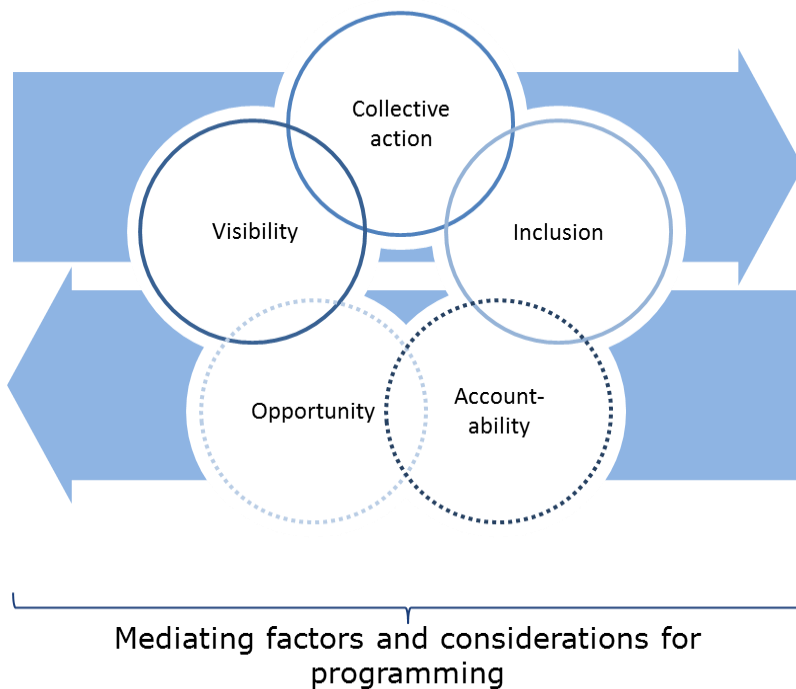 Collective
action
Visibility
Inclusion
Opportunity
Account-
ability
Mediating factors and considerations for
programming